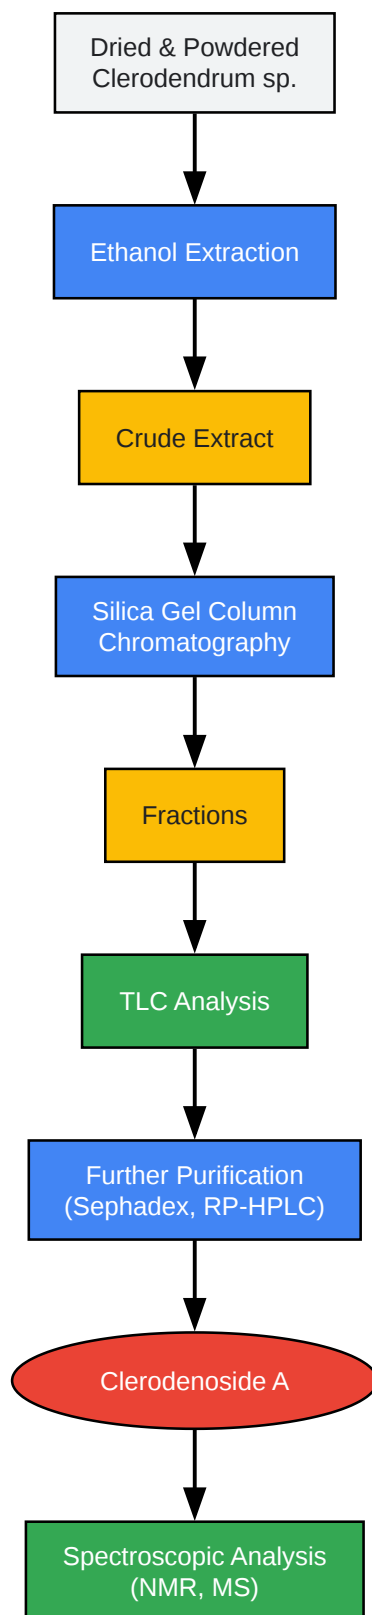 Dried & Powdered
Clerodendrum sp.
Ethanol Extraction
Crude Extract
Silica Gel Column
Chromatography
Fractions
TLC Analysis
Further Purification
(Sephadex, RP-HPLC)
Clerodenoside A
Spectroscopic Analysis
(NMR, MS)